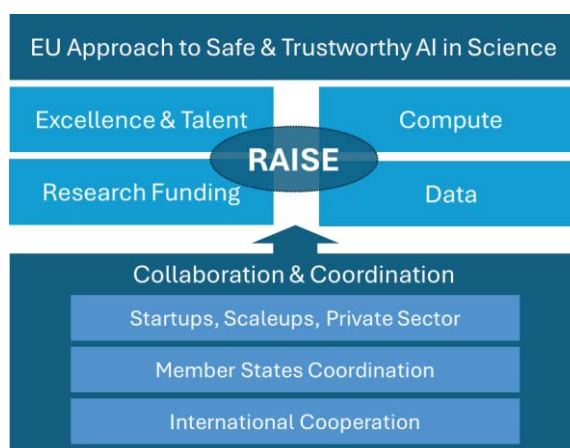 EU Approach to Safe & Trustworthy AI in Science
Excellence & Talent
Compute
RAISE
Research Funding
Data
Collaboration & Coordination
Startups, Scaleups, Private Sector
Member States Coordination
International Cooperation